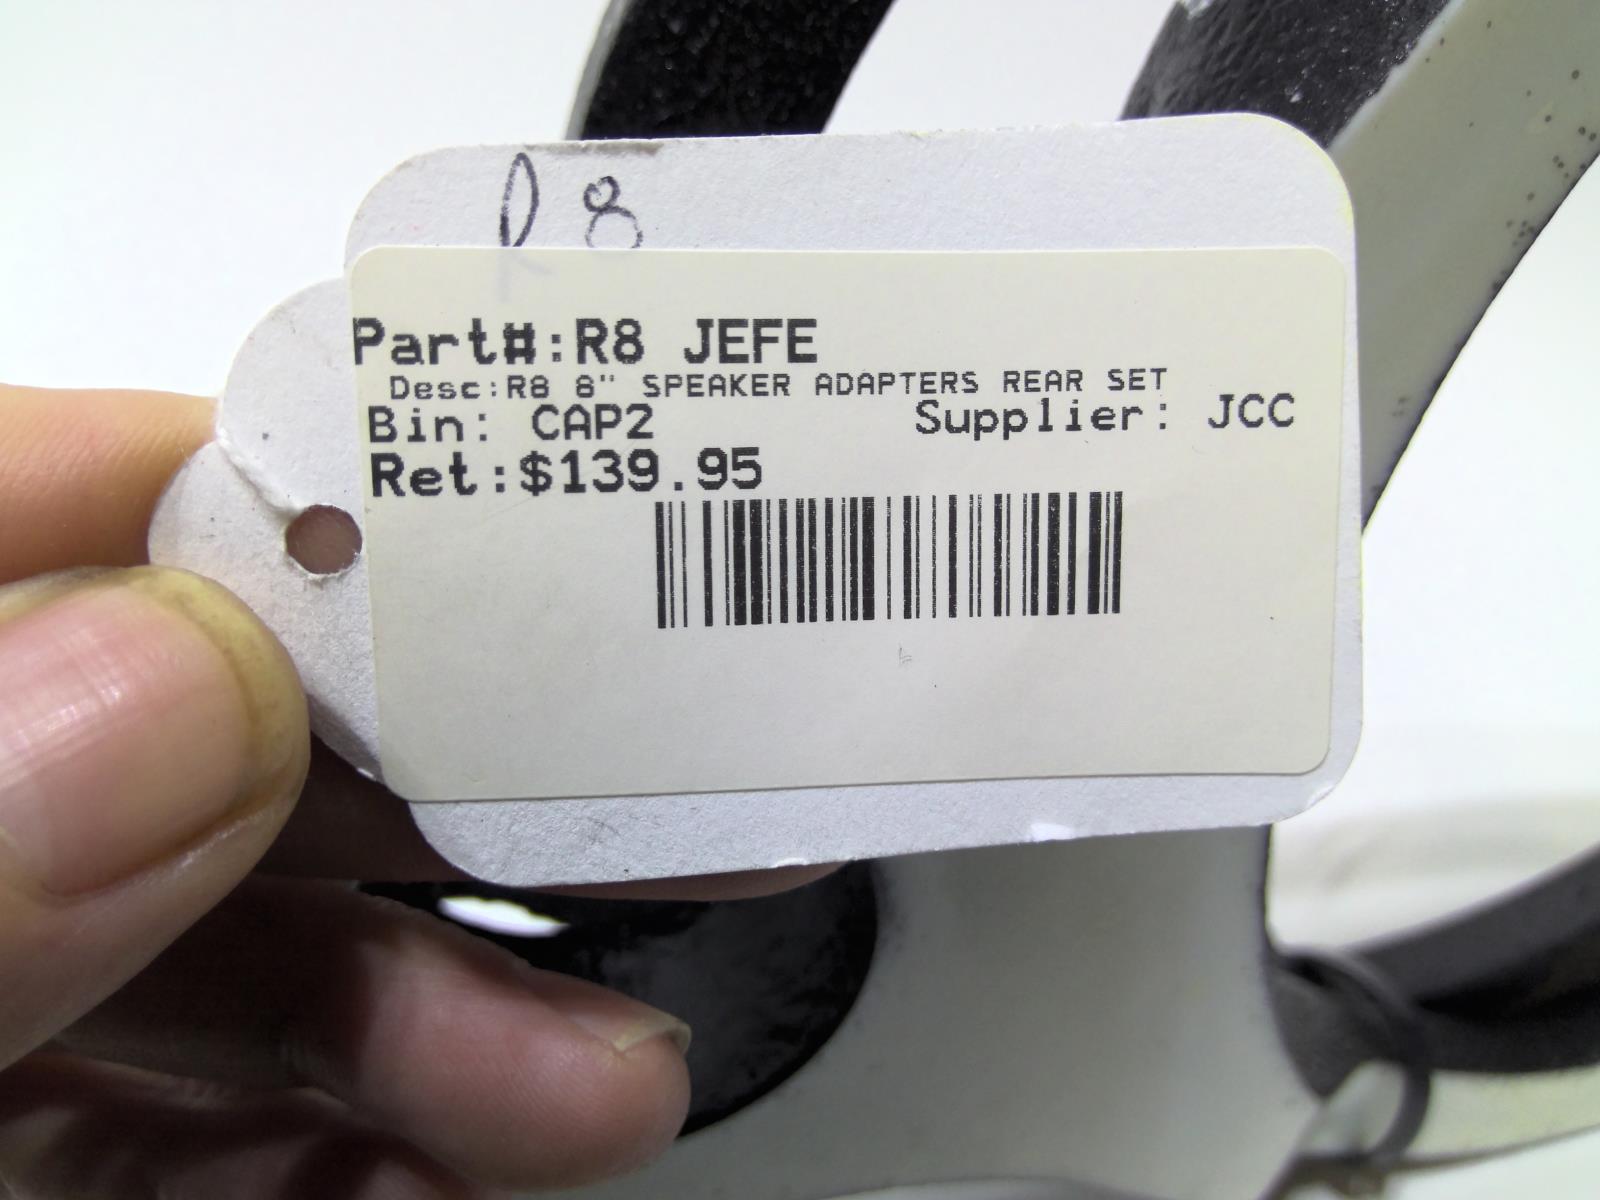 R8
Part#:R8 JEFE
Desc:R8 8" SPEAKER ADAPTERS REAR SET
Bin: CAP2 Supplier: JCC
Ret:$139.95